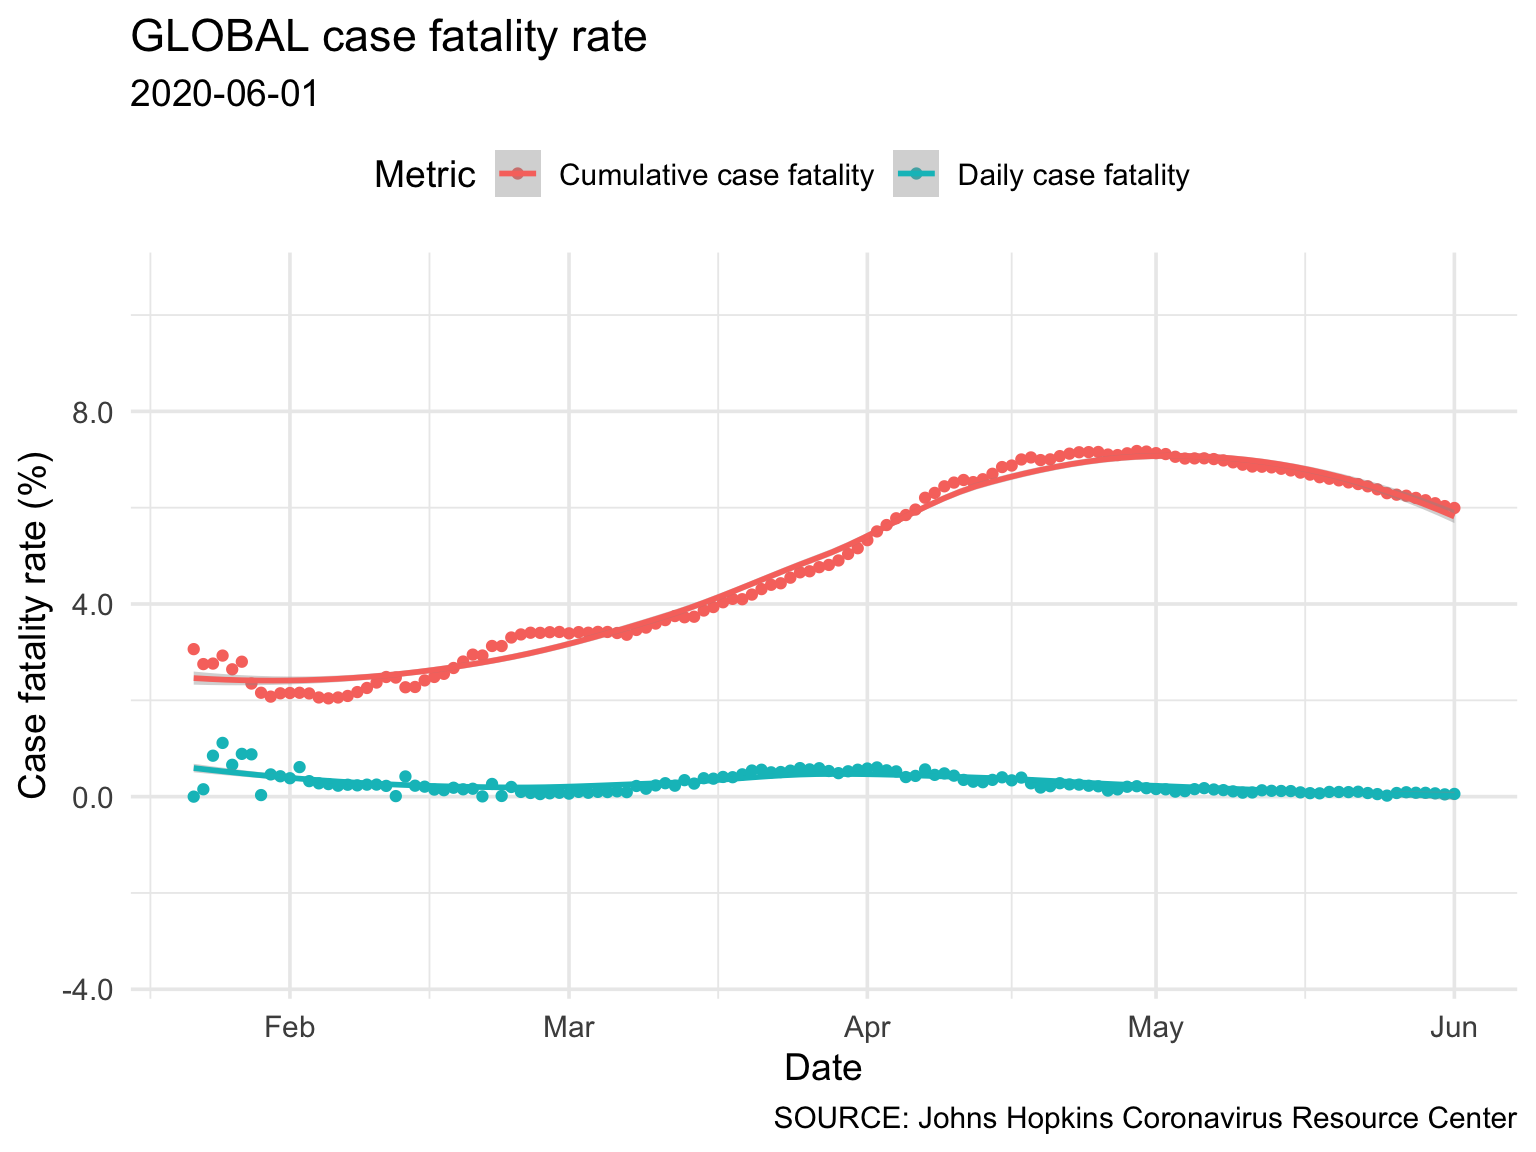 GLOBAL case fatality rate
2020-06-01
Metric Cumulative case fatality Daily case fatality
Case fatality rate (%)
8.0
4.0
0.0
-4.0
Feb Mar Apr May Jun
Date
SOURCE: Johns Hopkins Coronavirus Resource Center